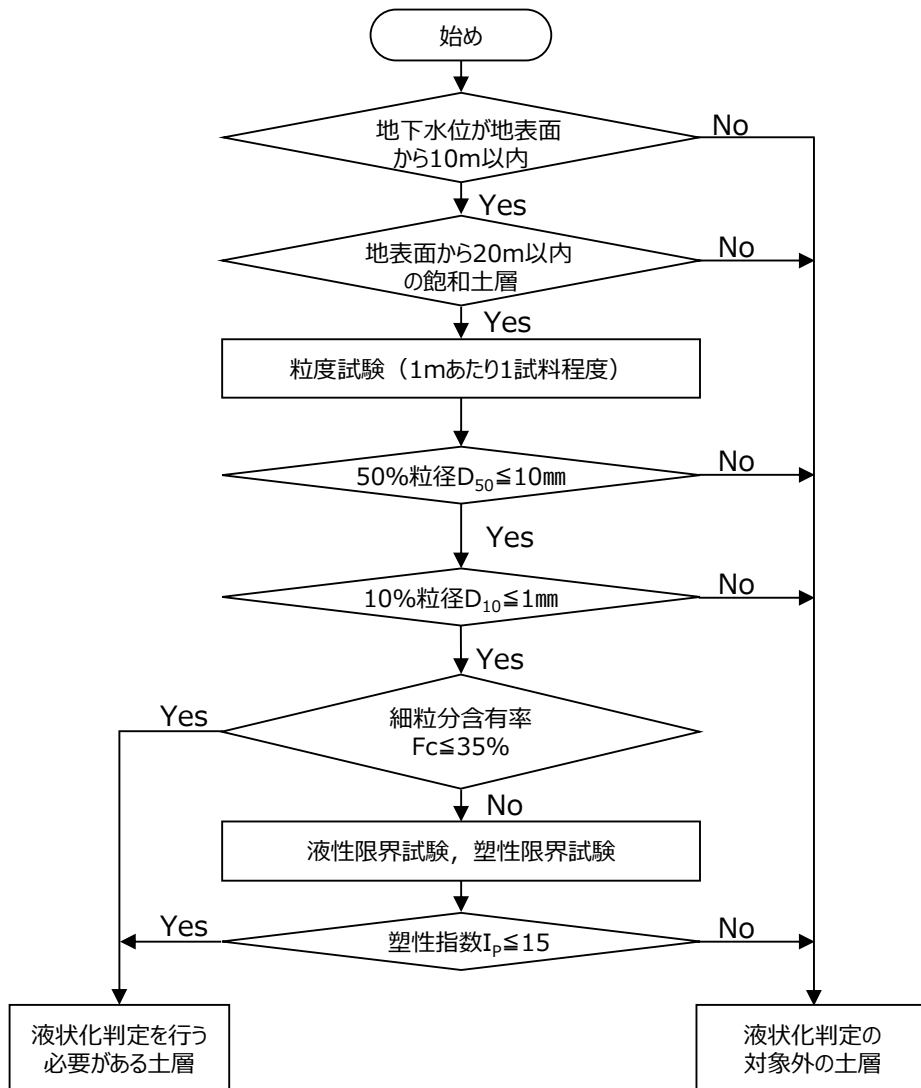 始め
地下水位が地表面
から10m以内
No
Yes
地表面から20m以内
の飽和土層
No
Yes
粒度試験（1mあたり1試料程度）
50%粒径D50≦10㎜
No
Yes
10%粒径D10≦1㎜
No
Yes
細粒分含有率
Fc≦35%
Yes
No
液性限界試験，塑性限界試験
塑性指数IP≦15
Yes
No
液状化判定を行う
必要がある土層
液状化判定の
対象外の土層